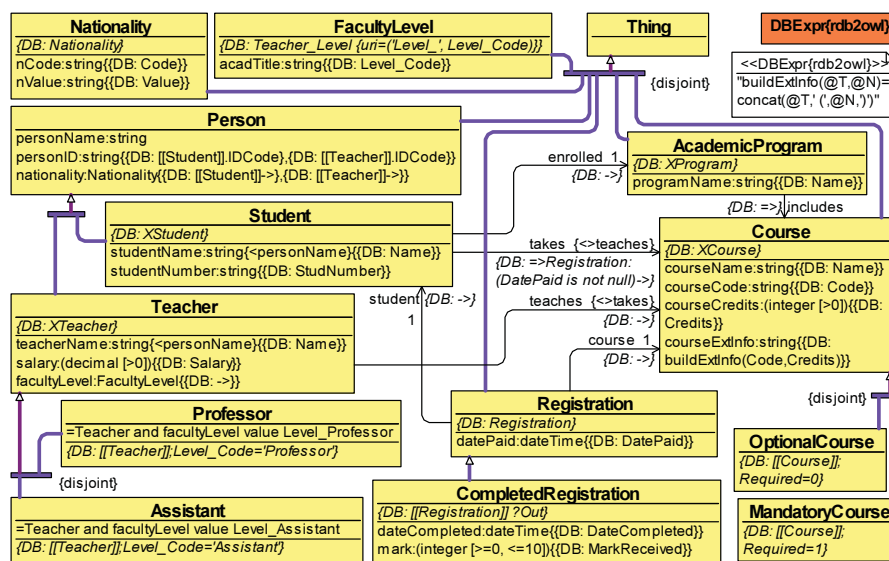 Nationality
{DB: Nationality}
nCode:string{{DB: Code}}
nValue:string{{DB: Value}}
FacultyLevel
{DB: Teacher_Level {uri=('Level_', Level_Code)}}
acadTitle:string{{DB: Level_Code}}
Thing
DBExpr{rdb2owl}
<<DBExpr{rdb2owl}>>
"buildExtInfo(@T,@N)=
concat(@T,' (',@N,')')"
{disjoint}
Person
personName:string
personID:string{{DB: [[Student]].IDCode},{DB: [[Teacher]].IDCode}}
nationality:Nationality{{DB: [[Student]]->},{DB: [[Teacher]]->}}
enrolled 1
{DB: ->}
AcademicProgram
{DB: XProgram}
programName:string{{DB: Name}}
{DB: =>} includes
Student
{DB: XStudent}
studentName:string{<personName}{{DB: Name}}
studentNumber:string{{DB: StudNumber}}
takes {<>teaches}
{DB: =>Registration:
(DatePaid is not null)->}
Course
{DB: XCourse}
courseName:string{{DB: Name}}
courseCode:string{{DB: Code}}
courseCredits:(integer [>0]){{DB:
Credits}}
courseExtInfo:string{{DB:
buildExtInfo(Code,Credits)}}
student {DB: ->}
1
teaches {<>takes}
{DB: ->}
Teacher
{DB: XTeacher}
teacherName:string{<personName}{{DB: Name}}
salary:(decimal [>0]){{DB: Salary}}
facultyLevel:FacultyLevel{{DB: ->}}
course 1
{DB: ->}
Professor
=Teacher and facultyLevel value Level_Professor
{DB: [[Teacher]];Level_Code='Professor'}
{disjoint}
Registration
{DB: Registration}
datePaid:dateTime{{DB: DatePaid}}
{disjoint}
OptionalCourse
{DB: [[Course]];
Required=0}
Assistant
=Teacher and facultyLevel value Level_Assistant
{DB: [[Teacher]];Level_Code='Assistant'}
CompletedRegistration
{DB: [[Registration]] ?Out}
dateCompleted:dateTime{{DB: DateCompleted}}
mark:(integer [>=0, <=10]){{DB: MarkReceived}}
MandatoryCourse
{DB: [[Course]];
Required=1}